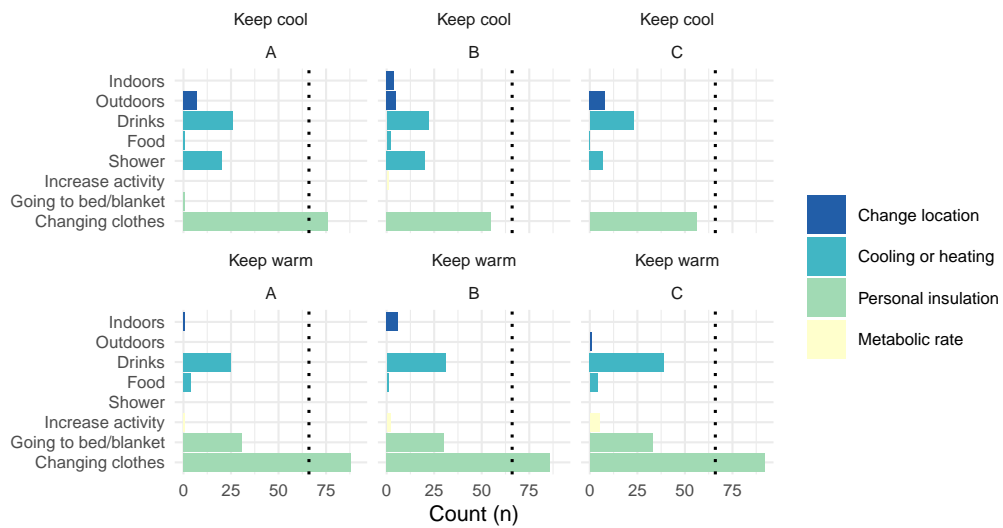 Keep cool Keep cool Keep cool
A B C
Indoors
Outdoors
Drinks
Food
Shower
Increase activity
Going to bed/blanket
Changing clothes
Keep warm Keep warm Keep warm
A B C
Indoors
Outdoors
Drinks
Food
Shower
Increase activity
Going to bed/blanket
Changing clothes
0 25 50 75 0 25 50 75 0 25 50 75
Count (n)
Change location
Cooling or heating
Personal insulation
Metabolic rate